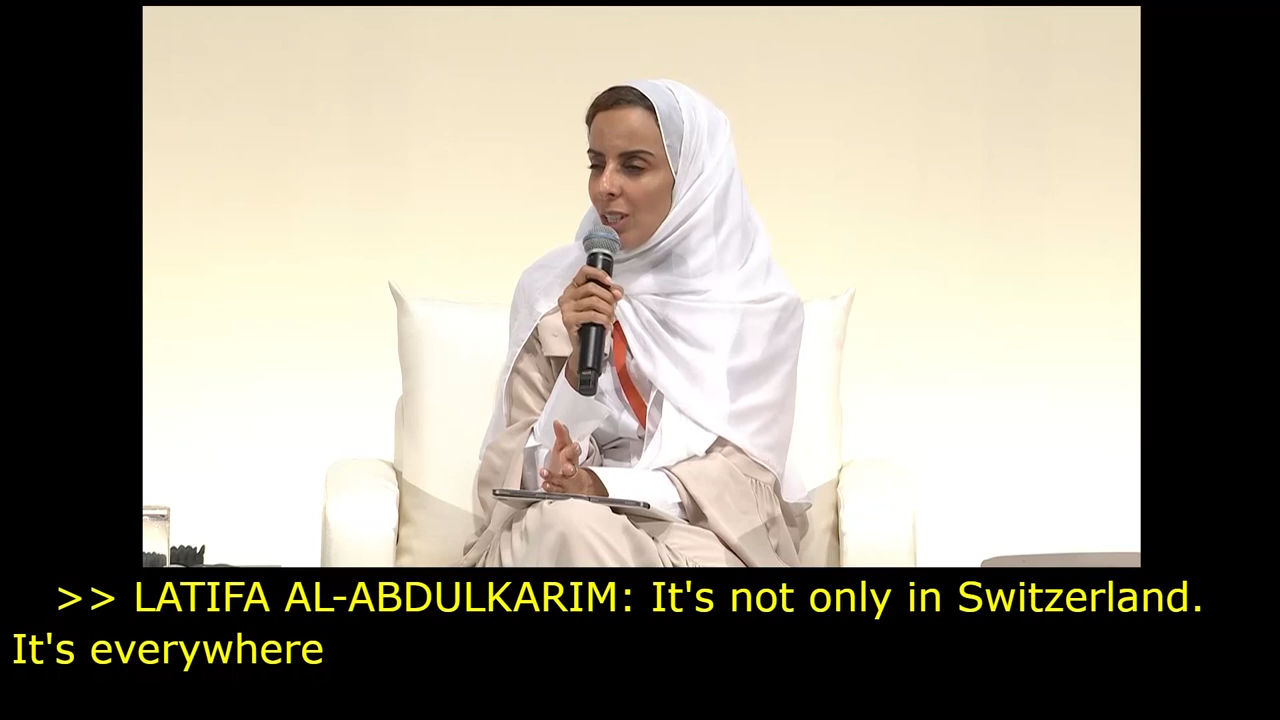 >> LATIFA AL-ABDULKARIM: It's not only in Switzerland.
It's everywhere